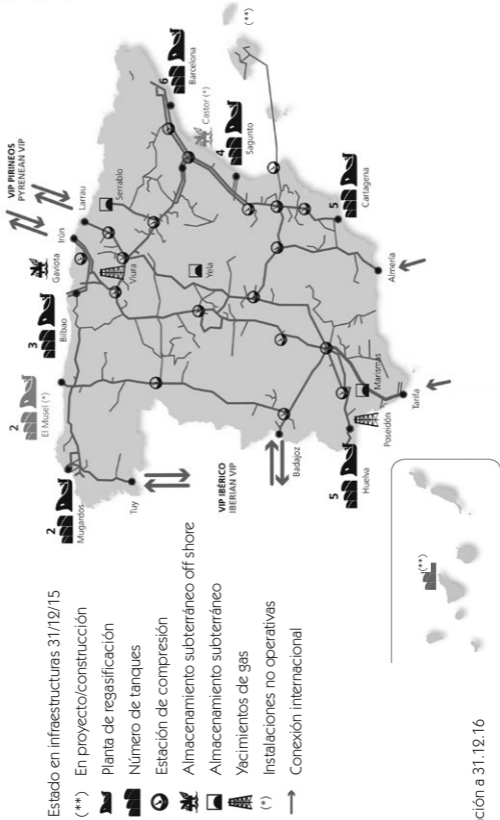 Estado en infraestructuras 31/12/15
(**) En proyecto/construcción
Planta de regasificación
Número de tanques
Estación de compresión
Almacenamiento subterráneo off shore
Almacenamiento subterráneo
Yacimientos de gas
(*) Instalaciones no operativas
Conexión internacional
2
Mugardos
2
El Musel (*)
3
Bilbao
Gaviota
Irún
VIP PIRINEOS
PYRENEAN VIP
Larrau
Serrablo
Viura
Yela
6
Barcelona
Castor (*)
4
Sagunto
(**)
Tuy
VIP IBÉRICO
IBERIAN VIP
Badajoz
5
Huelva
Poseidón
Marismas
Tarifa
Almería
5
Cartagena
(**)
ción a 31.12.16